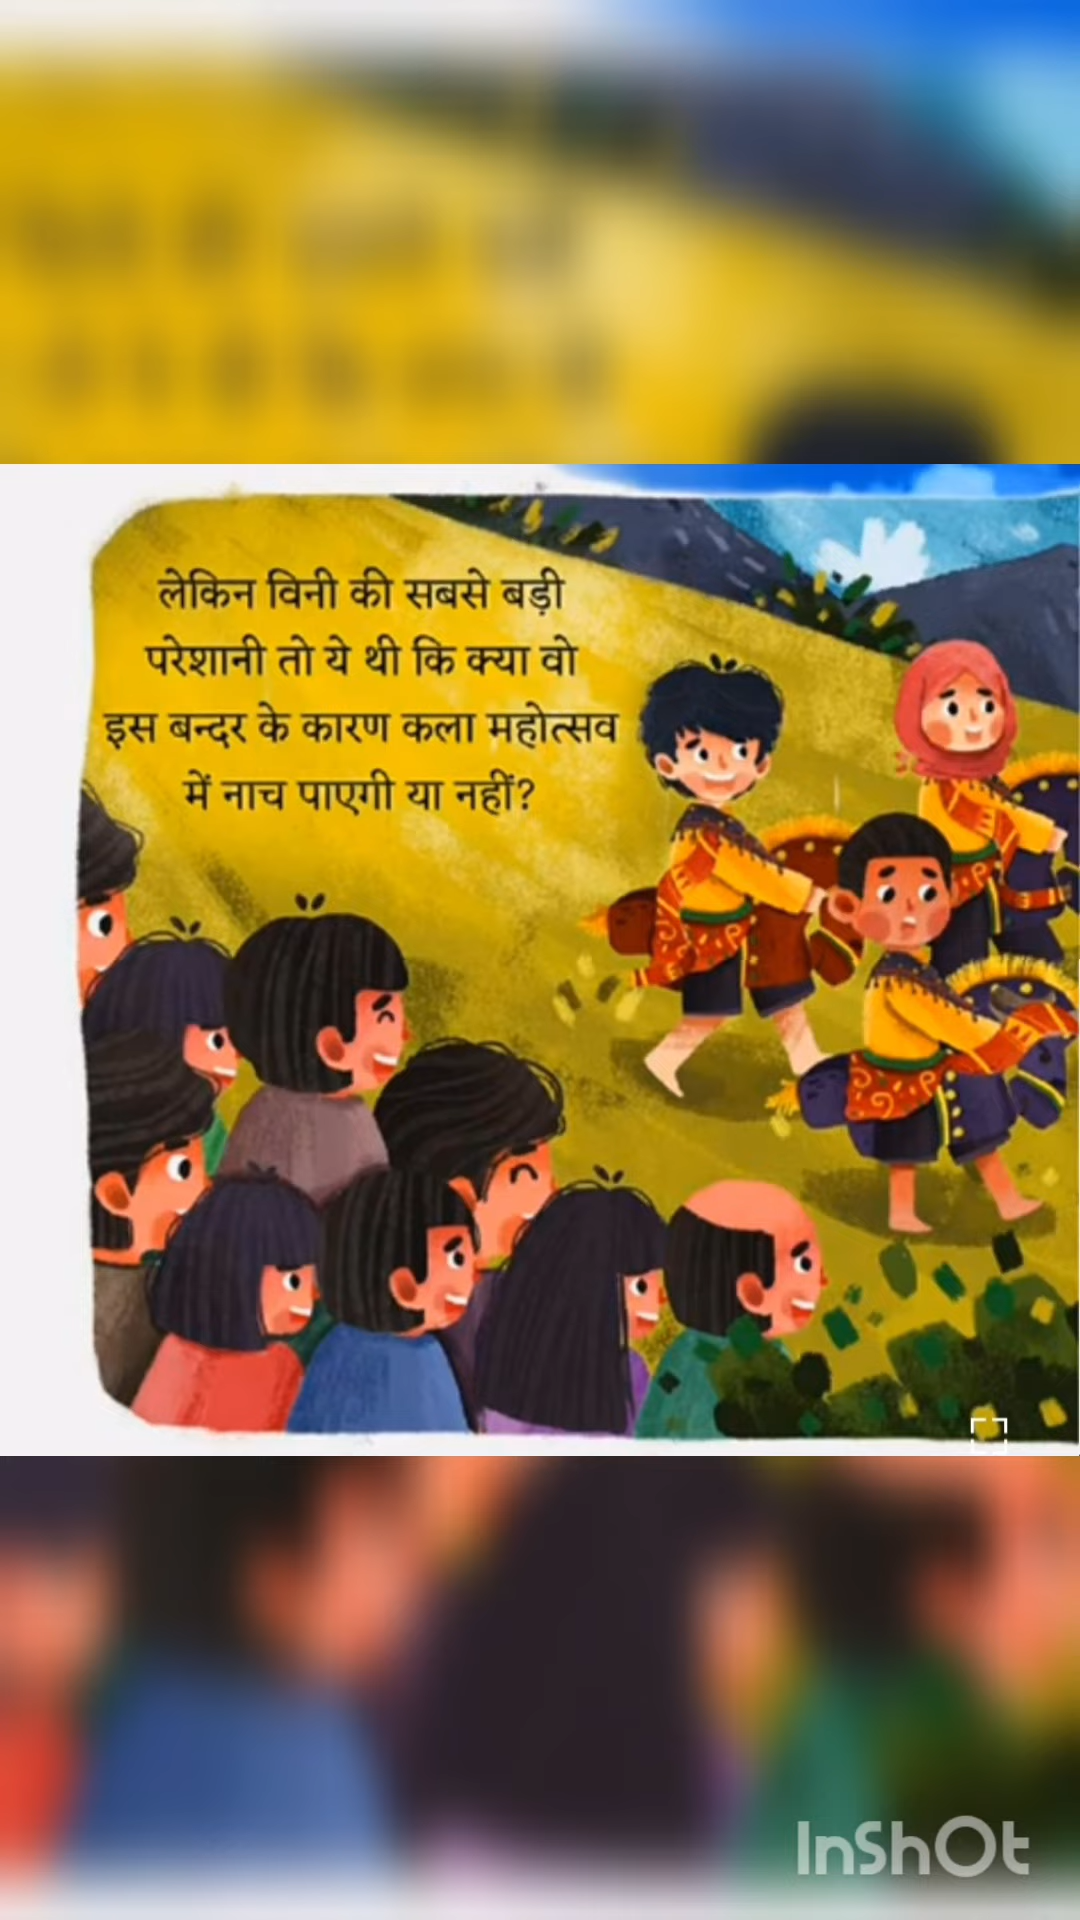 लेकिन विनी की सबसे बड़ी
परेशानी तो ये थी कि क्या वो
इस बन्दर के कारण कला महोत्सव
में नाच पाएगी या नहीं?
InShOt